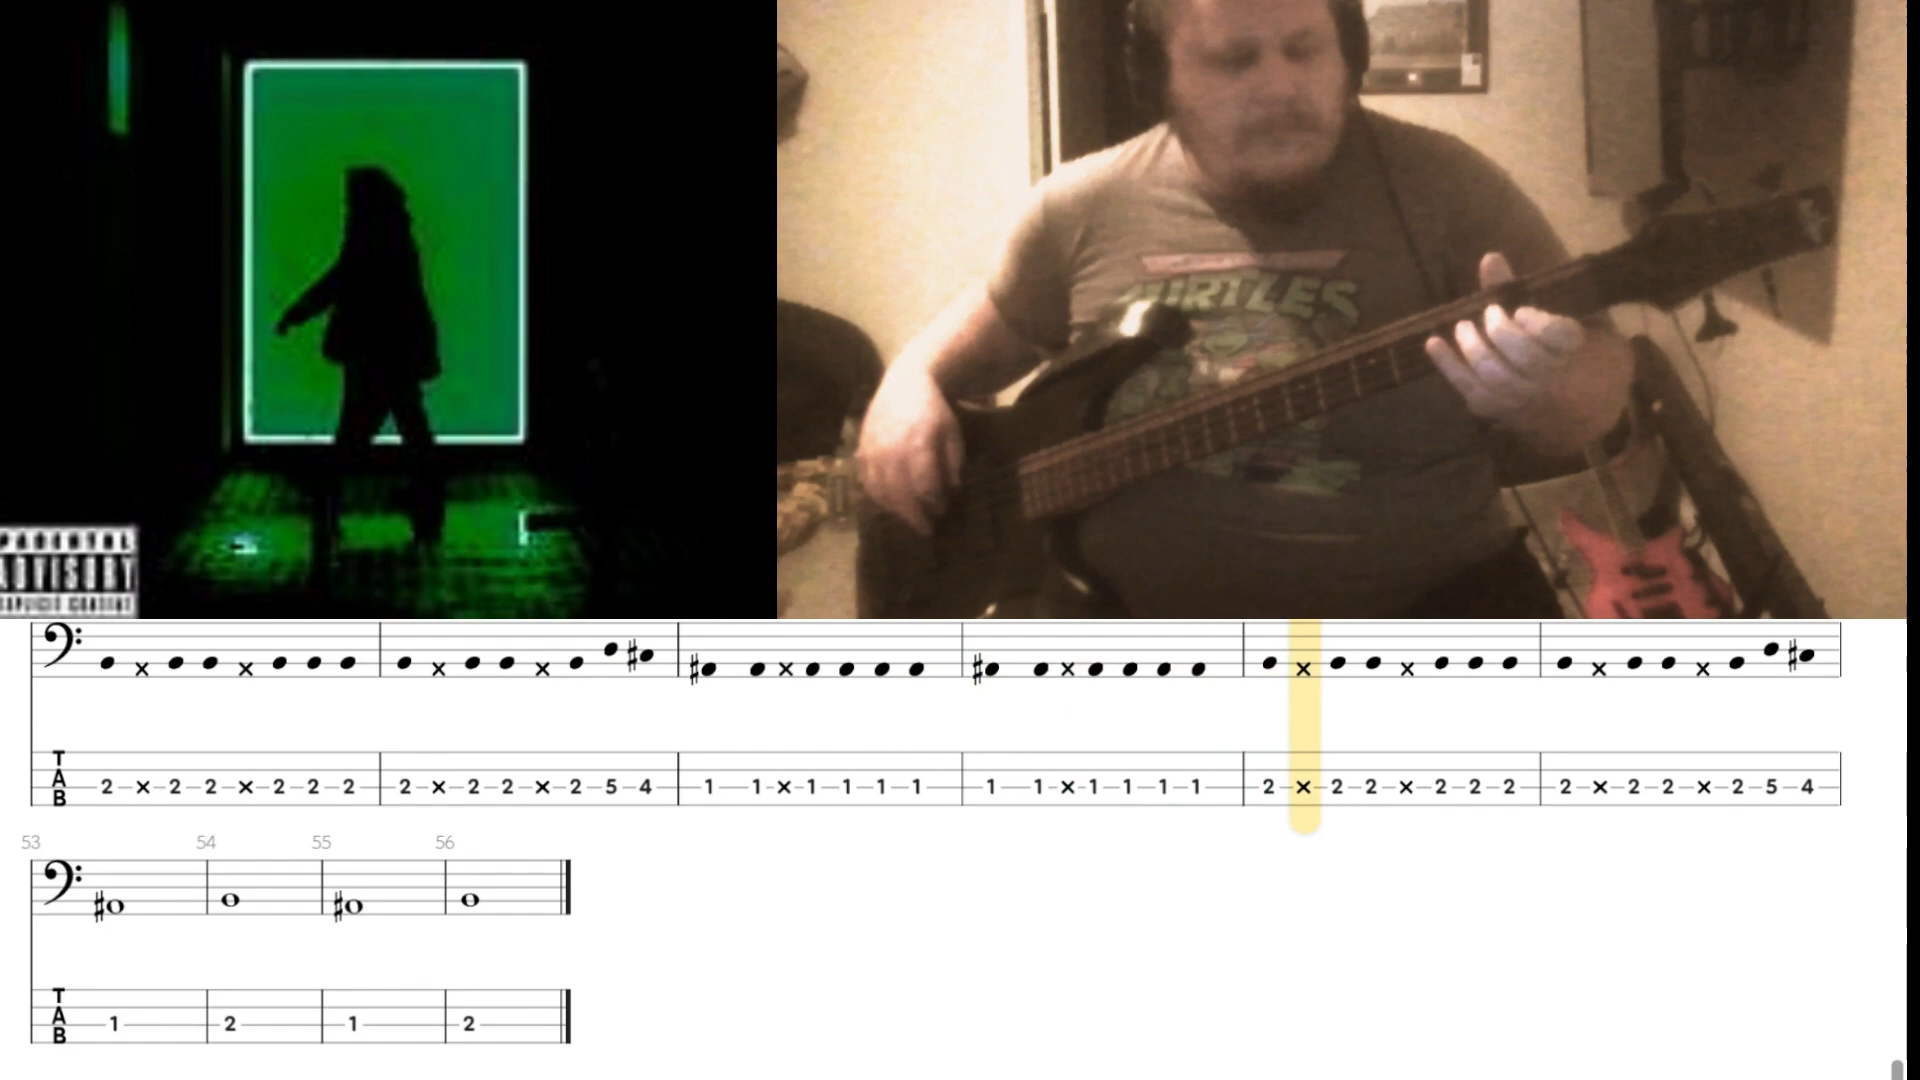 PARENTAL
ADVISORY
EXPLICIT CONTENT
TURTLES
T
A
B
2 × 2 2 × 2 2 2 2 × 2 2 × 2 5 4 1 1 × 1 1 1 1 1 1 × 1 1 1 1 2 × 2 2 × 2 2 2 2 × 2 2 × 2 5 4
53 54 55 56
T
A
B
1 2 1 2